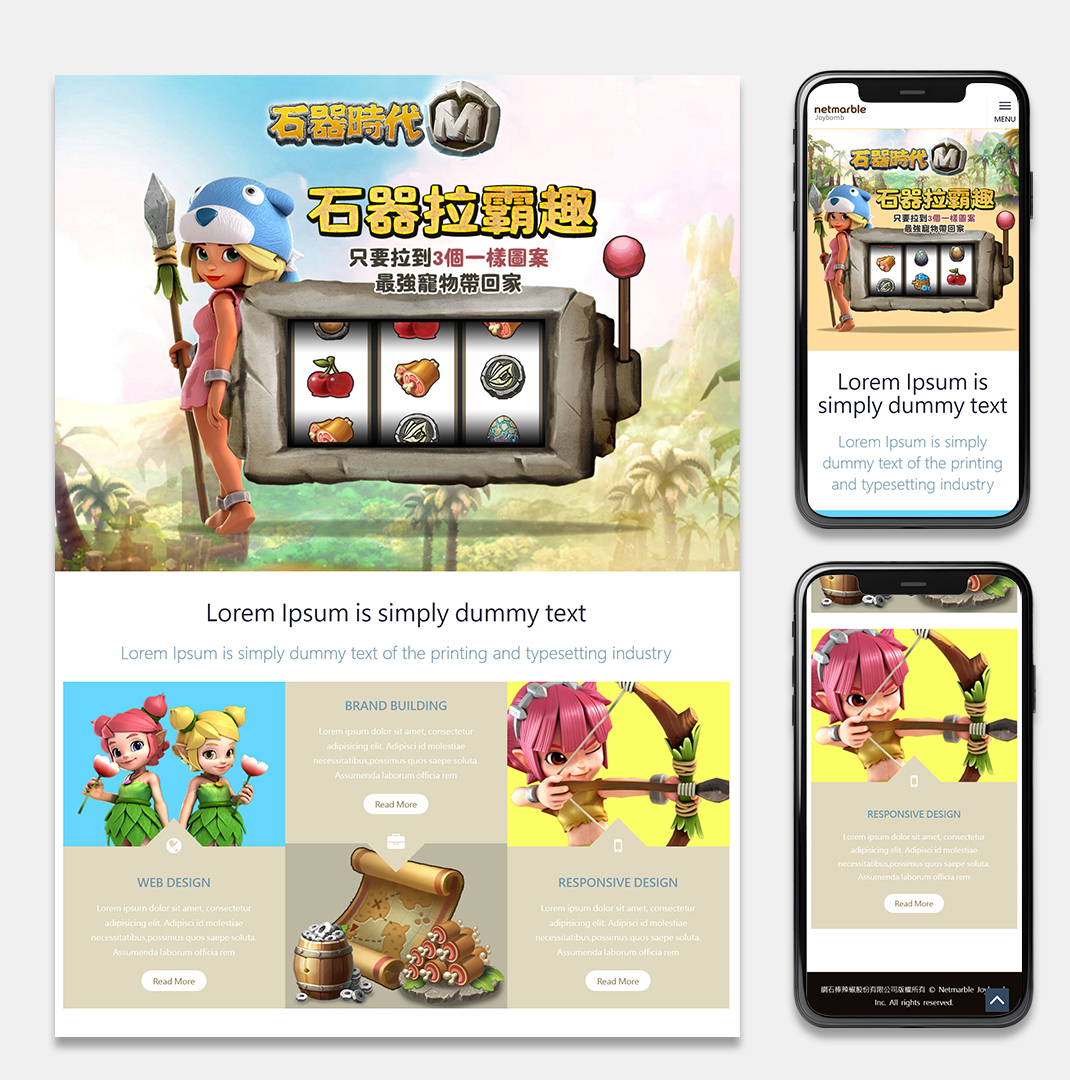 石器時代 M
石器拉霸趣
只要拉到3個一樣圖案
最強寵物帶回家
Lorem Ipsum is simply dummy text
Lorem Ipsum is simply dummy text of the printing and typesetting industry
BRAND BUILDING
Lorem ipsum dolor sit amet, consectetur
adipisicing elit. Adipisci id molestiae
necessitatibus,possimus quos saepe soluta.
Assumenda laborum officia rem
Read More
WEB DESIGN
Lorem ipsum dolor sit amet, consectetur
adipisicing elit. Adipisci id molestiae
necessitatibus,possimus quos saepe soluta.
Assumenda laborum officia rem
Read More
RESPONSIVE DESIGN
Lorem ipsum dolor sit amet, consectetur
adipisicing elit. Adipisci id molestiae
necessitatibus,possimus quos saepe soluta.
Assumenda laborum officia rem
Read More
netmarble
Joybomb
MENU
石器時代 M
石器拉霸趣
只要拉到3個一樣圖案
最強寵物帶回家
Lorem Ipsum is
simply dummy text
Lorem Ipsum is simply
dummy text of the printing
and typesetting industry
RESPONSIVE DESIGN
Lorem ipsum dolor sit amet, consectetur
adipisicing elit. Adipisci id molestiae
necessitatibus,possimus quos saepe soluta.
Assumenda laborum officia rem
Read More
網石棒辣椒股份有限公司版權所有 © Netmarble
Inc. All rights reserved.